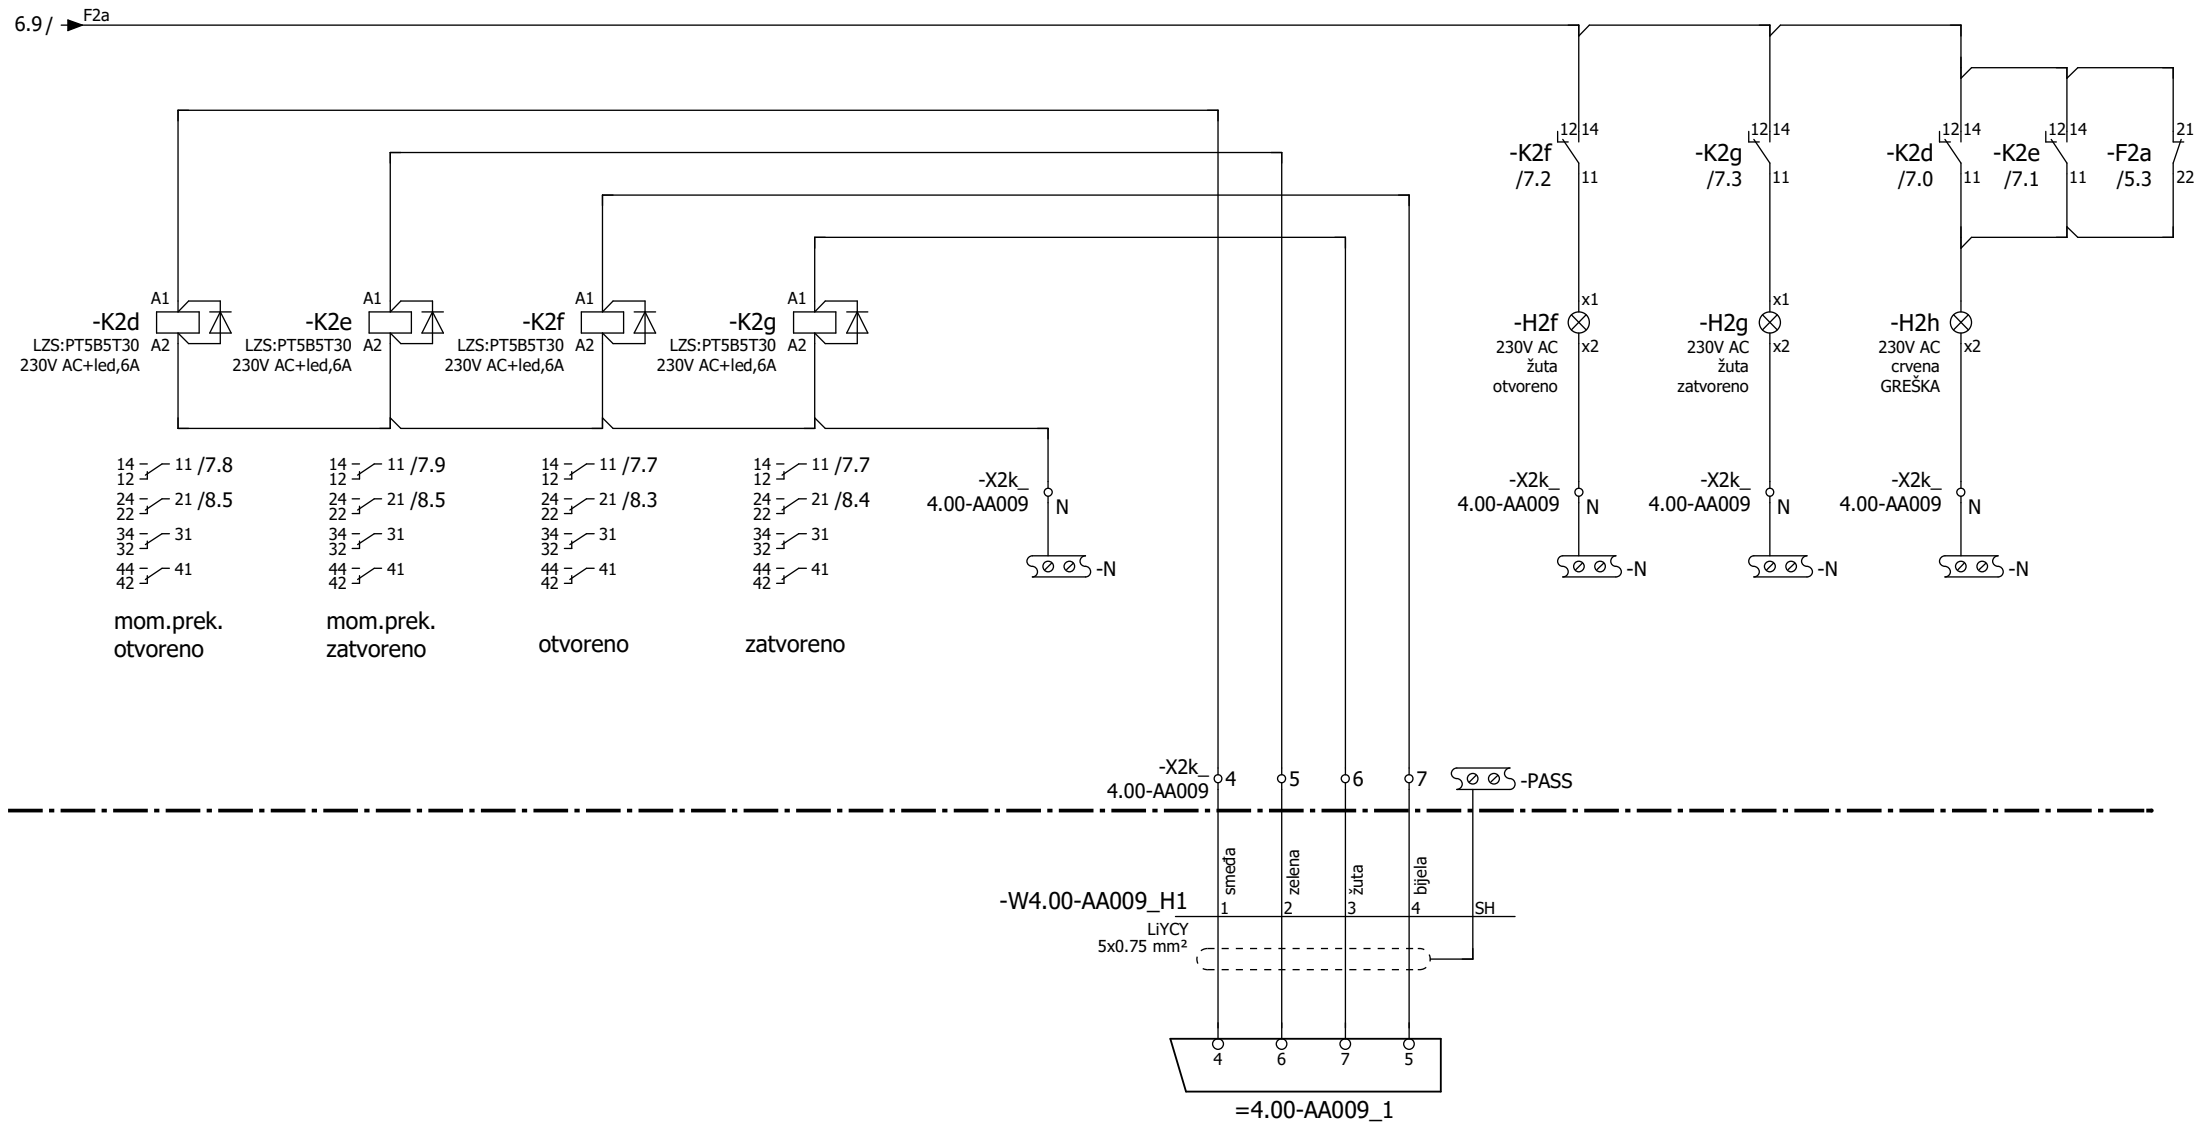 6.9 /
F2a
12 14
-K2f
/7.2
11
12 14
-K2g
/7.3
11
12 14
-K2d
/7.0
11
12 14
-K2e
/7.1
11
21
-F2a
/5.3
22
A1
-K2d
LZS:PT5B5T30
A2
230V AC+led,6A
A1
-K2e
LZS:PT5B5T30
A2
230V AC+led,6A
A1
-K2f
LZS:PT5B5T30
A2
230V AC+led,6A
A1
-K2g
LZS:PT5B5T30
A2
230V AC+led,6A
x1
-H2f
230V AC
x2
žuta
otvoreno
x1
-H2g
230V AC
x2
žuta
zatvoreno
-H2h
230V AC
x2
crvena
GREŠKA
14 11 /7.8
12
24 21 /8.5
22
34 31
32
44 41
42
mom.prek.
otvoreno
14 11 /7.9
12
24 21 /8.5
22
34 31
32
44 41
42
mom.prek.
zatvoreno
14 11 /7.7
12
24 21 /8.3
22
34 31
32
44 41
42
otvoreno
14 11 /7.7
12
24 21 /8.4
22
34 31
32
44 41
42
zatvoreno
-X2k_
4.00-AA009
N
-N
-X2k_
4.00-AA009
N
-N
-X2k_
4.00-AA009
N
-N
-X2k_
4.00-AA009
N
-N
-X2k_
4.00-AA009
4
5
6
7
-PASS
smeđa
zelena
žuta
bijela
-W4.00-AA009_H1
1
2
3
4
SH
LiYCY
5x0.75 mm²
4
6
7
5
=4.00-AA009_1